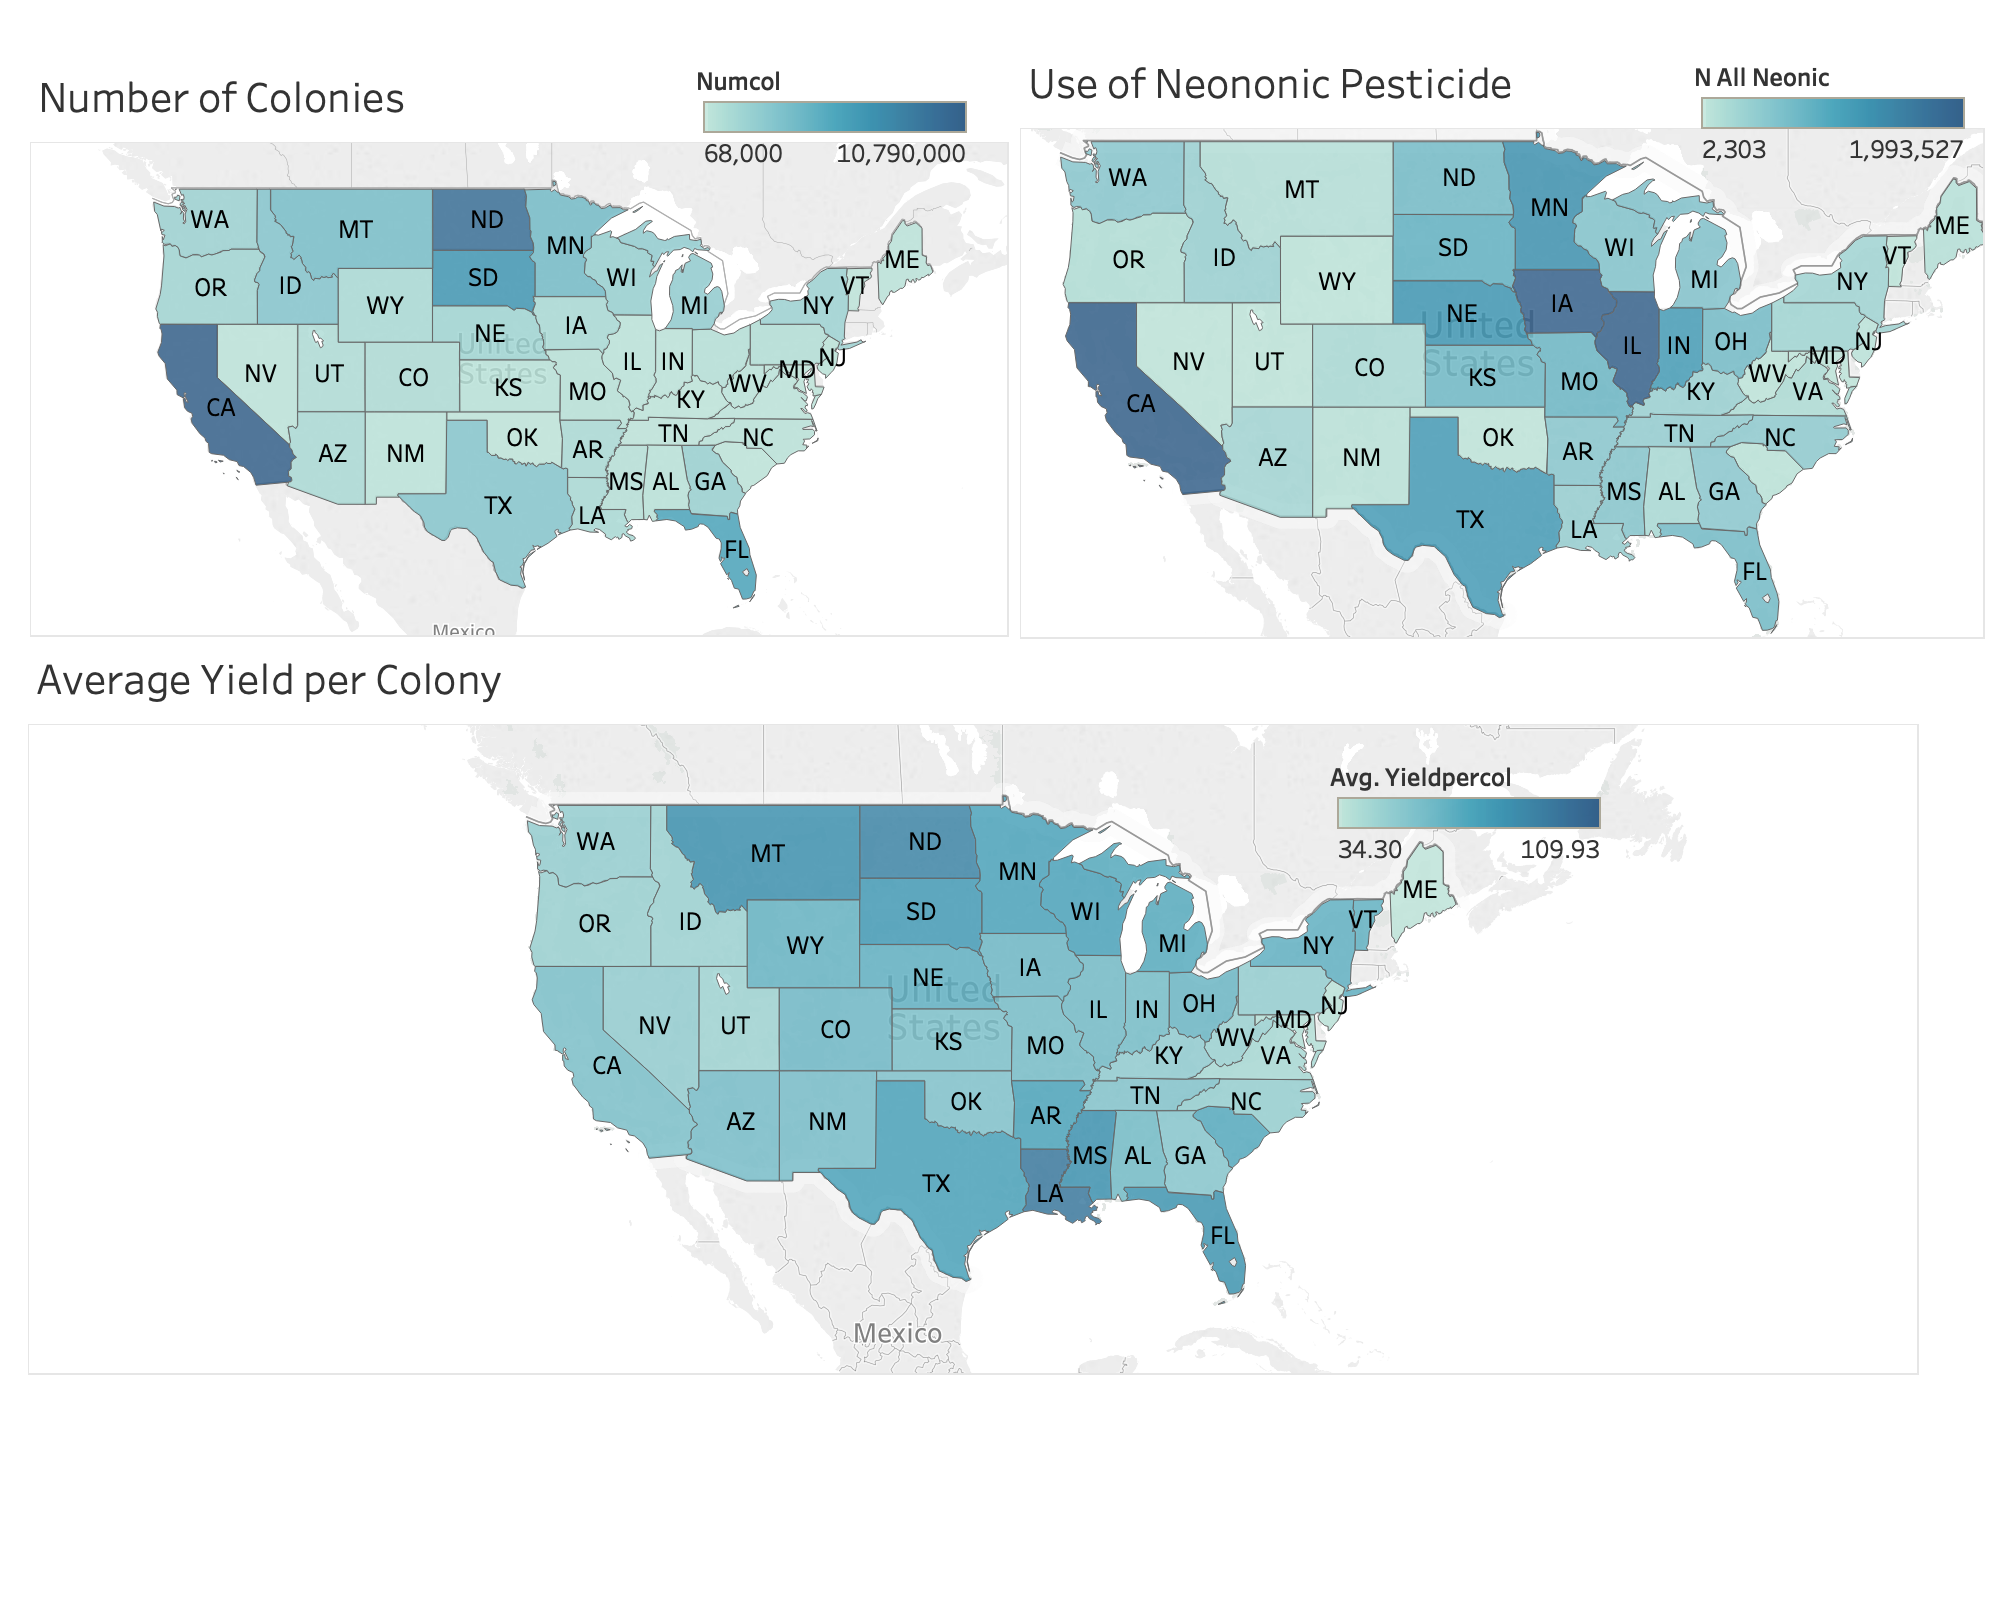 Number of Colonies
Numcol
68,000 10,790,000
WA MT ND MN ME
OR ID WY SD WI MI NY VT
NE IA
United
States
NV UT CO KS MO IL IN WV MD NJ
CA KY
AZ NM OK AR TN NC
TX LA MS AL GA
FL
Mexico
Use of Neononic Pesticide
N All Neonic
2,303 1,993,527
WA MT ND MN ME
OR ID WY SD WI MI NY VT
NE IA
United
States
NV UT CO KS MO IL IN OH WV MD NJ
CA KY VA
AZ NM OK AR TN NC
TX LA MS AL GA
FL
Average Yield per Colony
Avg. Yieldpercol
34.30 109.93
WA MT ND MN ME
OR ID WY SD WI MI NY VT
NE IA
United
States
NV UT CO KS MO IL IN OH WV MD NJ
CA KY VA
AZ NM OK AR TN NC
TX LA MS AL GA
FL
Mexico